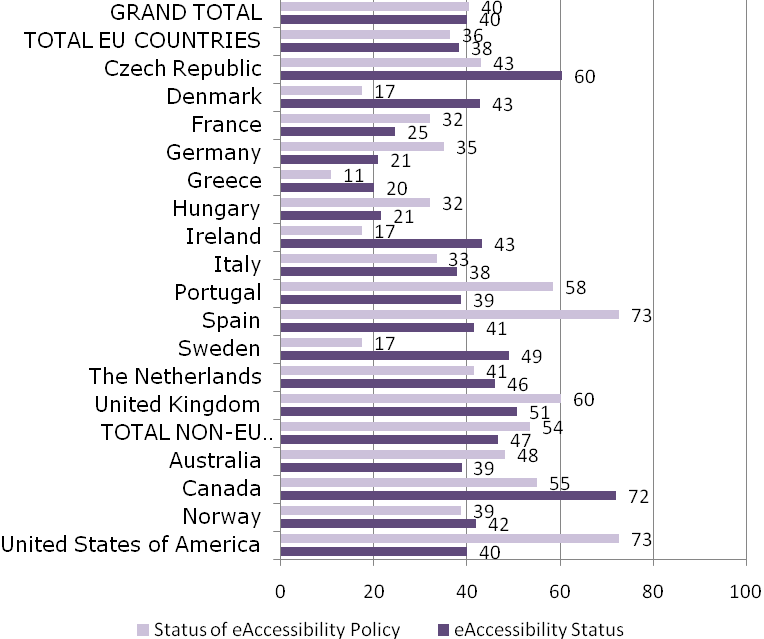 GRAND TOTAL 40 40
TOTAL EU COUNTRIES 36 38
Czech Republic 43 60
Denmark 17 43
France 32 25
Germany 35 21
Greece 11 20
Hungary 32 21
Ireland 17 43
Italy 33 38
Portugal 58 39
Spain 73 41
Sweden 17 49
The Netherlands 41 46
United Kingdom 60 51
TOTAL NON-EU.. 54 47
Australia 48 39
Canada 55 72
Norway 39 42
United States of America 73 40
0 20 40 60 80 100
Status of eAccessibility Policy eAccessibility Status